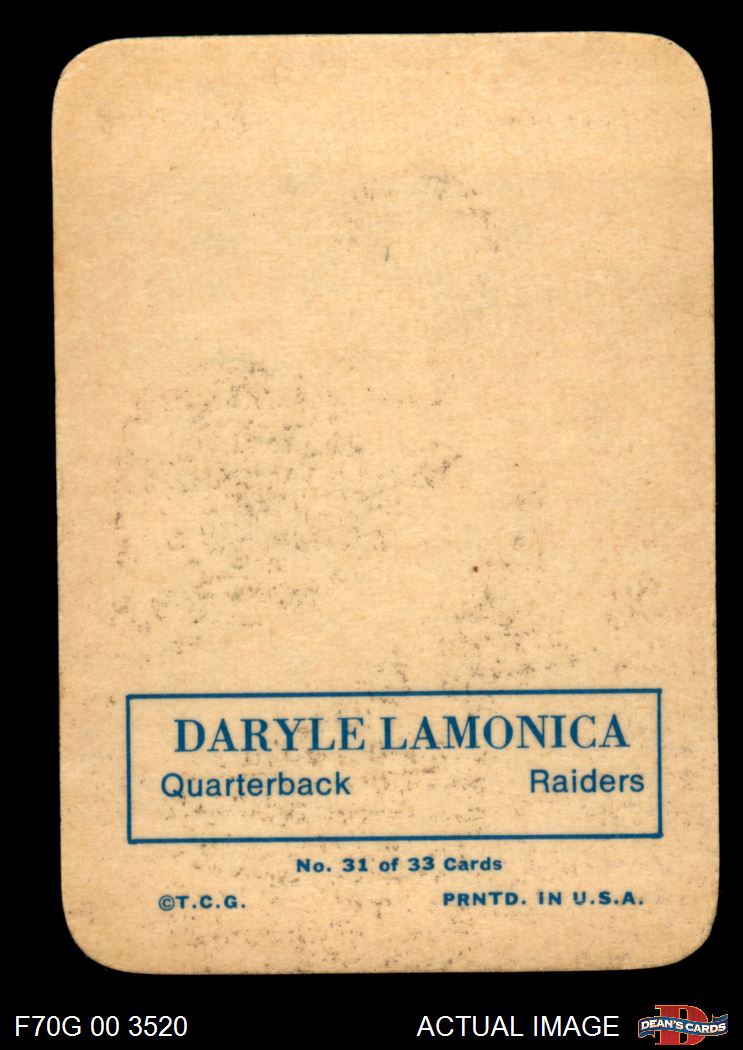 DARYLE LAMONICA
Quarterback Raiders
No. 31 of 33 Cards
©T.C.G. PRNTD. IN U.S.A.
F70G 00 3520 ACTUAL IMAGE DEAN'S CARDS